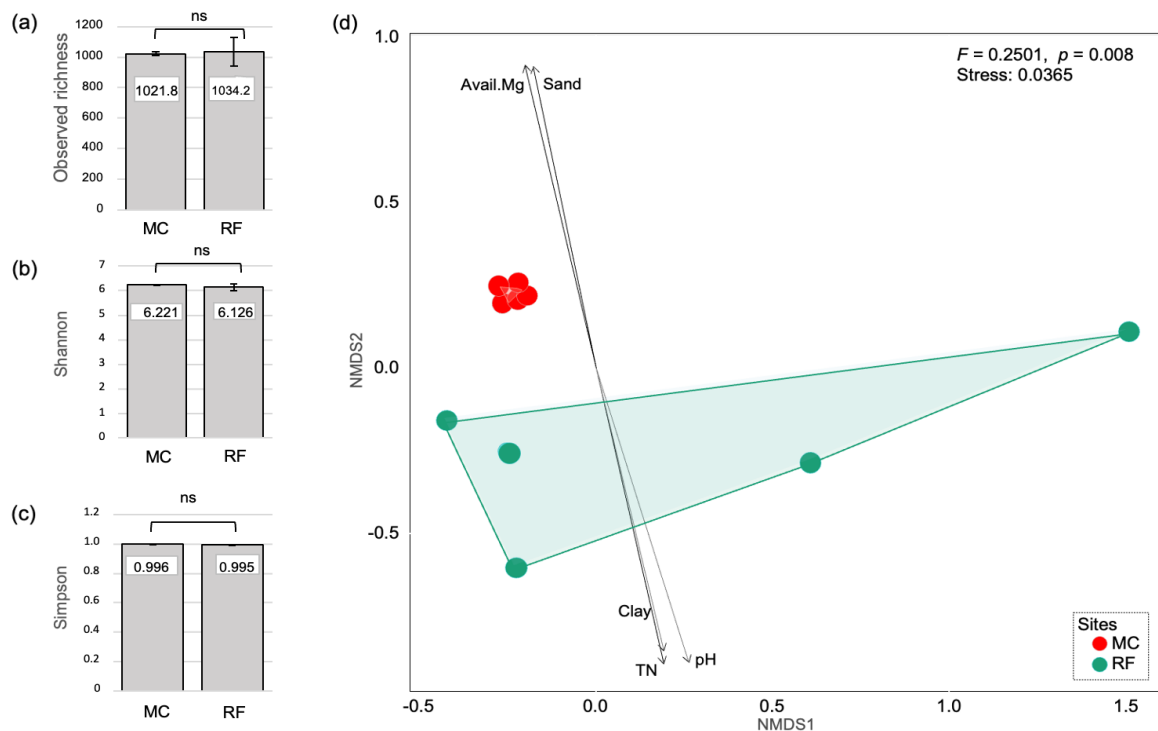 (a)
ns
Observed richness
1200
1000
800
600
400
200
0
1021.8
1034.2
MC
RF
(b)
ns
Shannon
7
6
5
4
3
2
1
0
6.221
6.126
MC
RF
(c)
ns
Simpson
1.2
1.0
0.8
0.6
0.4
0.2
0
0.996
0.995
MC
RF
(d)
F = 0.2501, p = 0.008
Stress: 0.0365
Avail.Mg
Sand
NMDS2
1.0
0.5
0.0
-0.5
Clay
TN
pH
Sites
MC
RF
-0.5
0.0
0.5
1.0
1.5
NMDS1